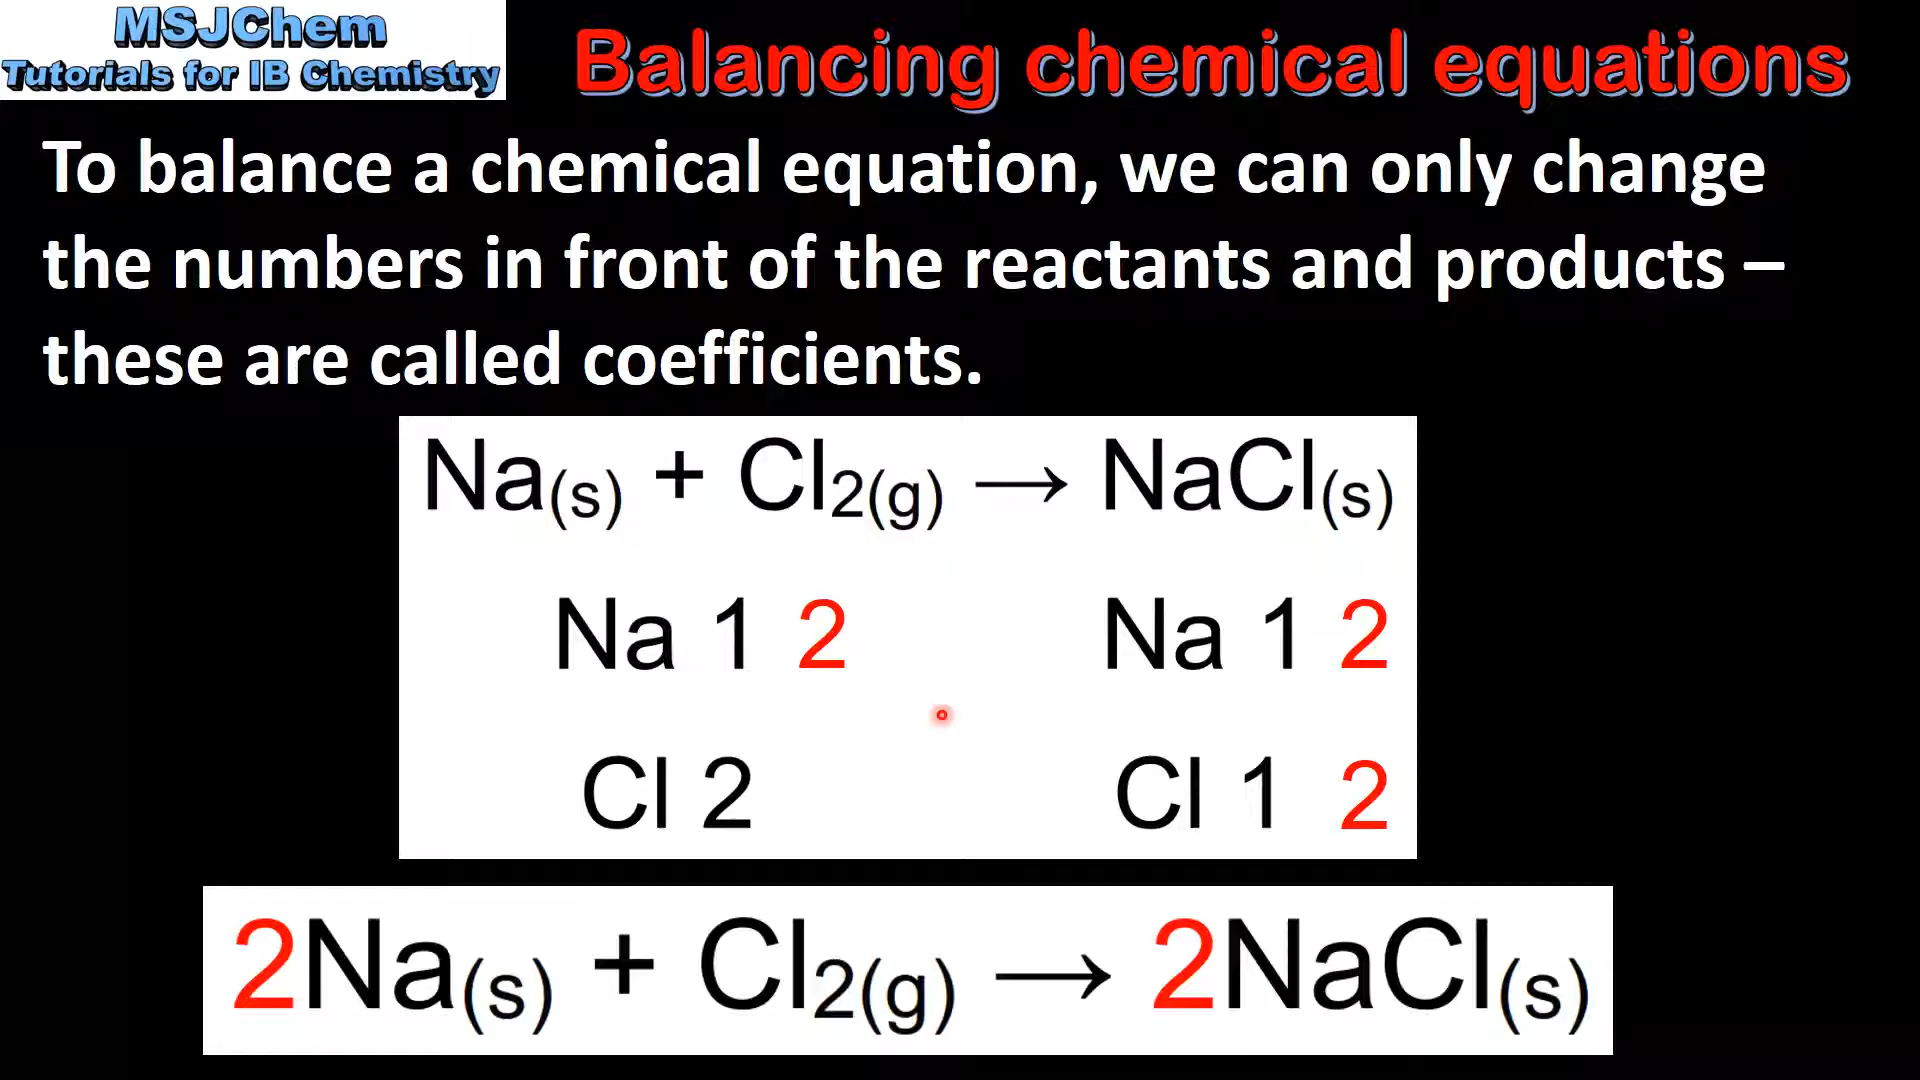 MSJChem
Tutorials for IB Chemistry
Balancing chemical equations
To balance a chemical equation, we can only change
the numbers in front of the reactants and products –
these are called coefficients.
Na(s) + Cl2(g) → NaCl(s)
Na 1 2 Na 1 2
Cl 2 Cl 1 2
2Na(s) + Cl2(g) → 2NaCl(s)